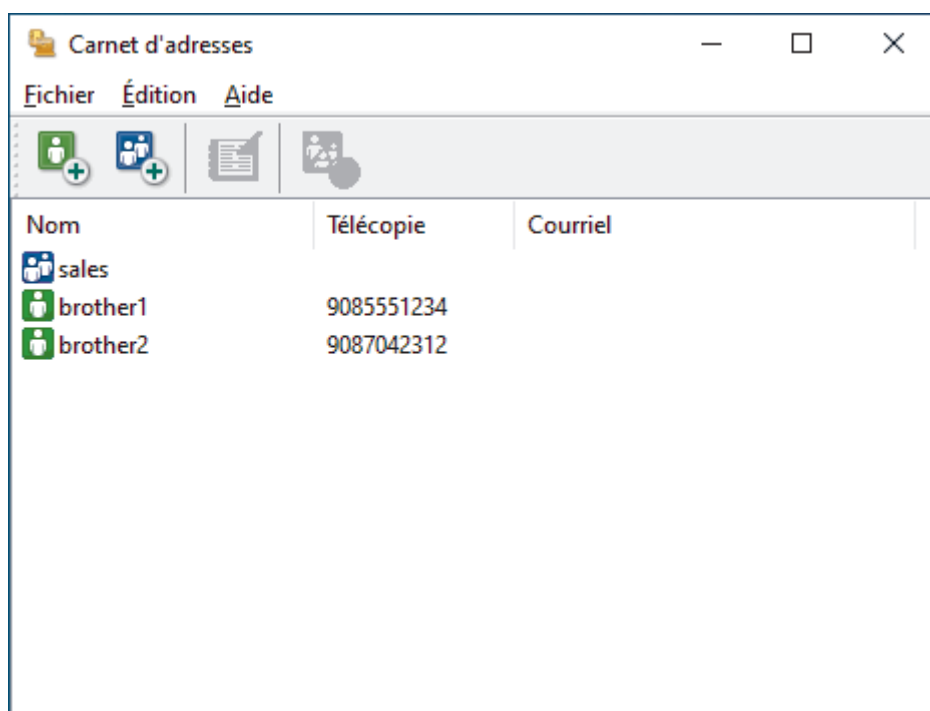 Carnet d'adresses
Fichier Édition Aide
Nom Télécopie Courriel
sales
brother1 9085551234
brother2 9087042312